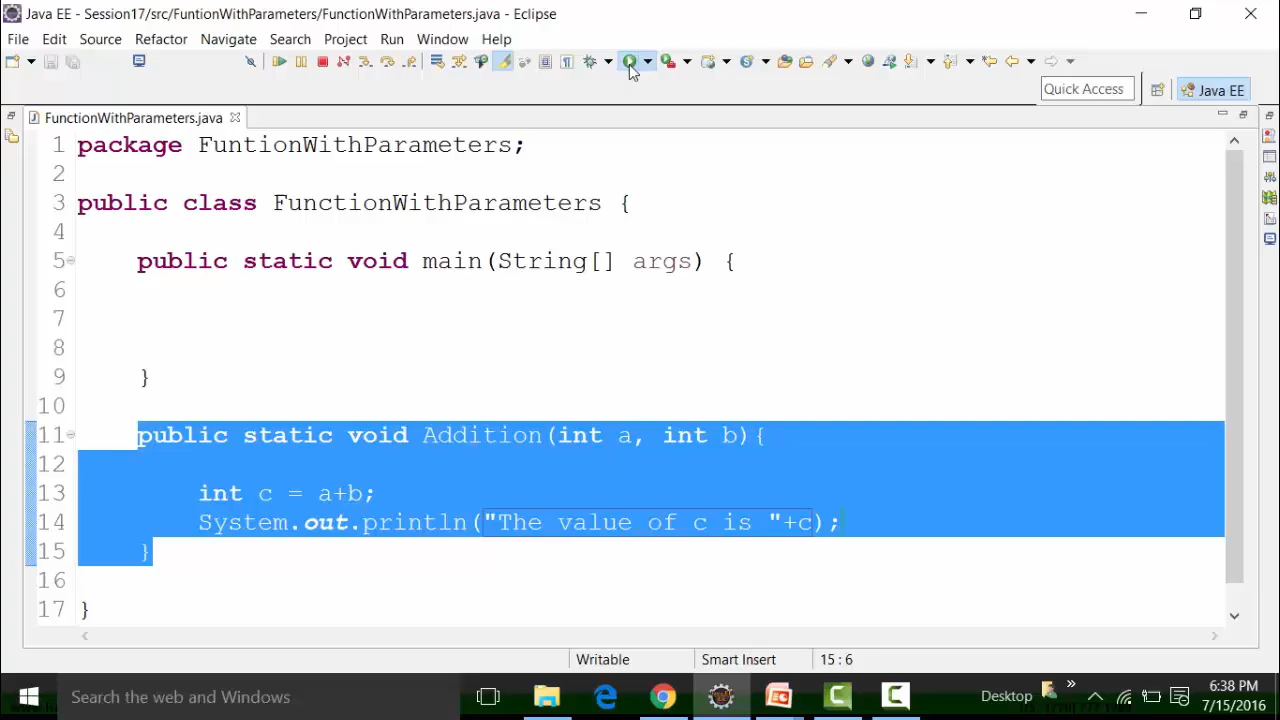 Java EE - Session17/src/FuntionWithParameters/FunctionWithParameters.java - Eclipse
File Edit Source Refactor Navigate Search Project Run Window Help
Quick Access
Java EE
FunctionWithParameters.java
1 package FuntionWithParameters;
2
3 public class FunctionWithParameters {
4
5 public static void main(String[] args) {
6
7
8
9 }
10
11 public static void Addition(int a, int b){
12
13 int c = a+b;
14 System.out.println("The value of c is "+c);
15 }
16
17 }
Writable Smart Insert 15 : 6
Search the web and Windows
Desktop
6:38 PM
7/15/2016